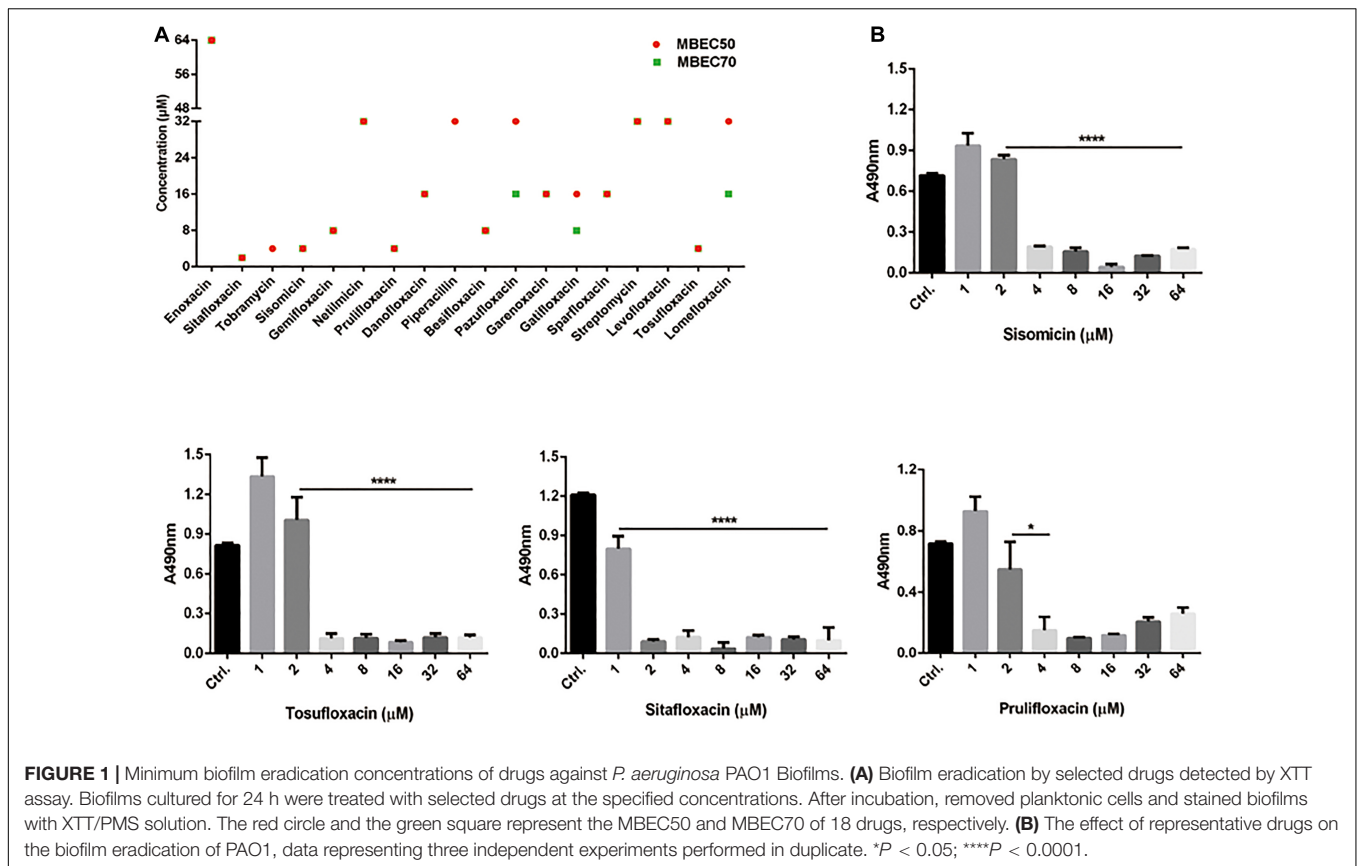 A
MBEC50
MBEC70
Concentration (µM)
64
56
48
32
24
16
8
0
Enoxacin
Sitafloxacin
Tobramycin
Sisomicin
Gemifloxacin
Netilmicin
Prulifloxacin
Danofloxacin
Piperacillin
Besifloxacin
Pazufloxacin
Garenoxacin
Gatifloxacin
Sparfloxacin
Streptomycin
Levofloxacin
Tosufloxacin
Lomefloxacin
B
A490nm
1.5
1.2
0.9
0.6
0.3
0.0
****
Ctrl. 1 2 4 8 16 32 64
Sisomicin (µM)
A490nm
1.5
1.2
0.9
0.6
0.3
0.0
****
Ctrl. 1 2 4 8 16 32 64
Tosufloxacin (µM)
A490nm
1.5
1.2
0.9
0.6
0.3
0.0
****
Ctrl. 1 2 4 8 16 32 64
Sitafloxacin (µM)
A490nm
1.2
0.8
0.4
0.0
*
Ctrl. 1 2 4 8 16 32 64
Prulifloxacin (µM)
FIGURE 1 | Minimum biofilm eradication concentrations of drugs against P. aeruginosa PAO1 Biofilms. (A) Biofilm eradication by selected drugs detected by XTT
assay. Biofilms cultured for 24 h were treated with selected drugs at the specified concentrations. After incubation, removed planktonic cells and stained biofilms
with XTT/PMS solution. The red circle and the green square represent the MBEC50 and MBEC70 of 18 drugs, respectively. (B) The effect of representative drugs on
the biofilm eradication of PAO1, data representing three independent experiments performed in duplicate. *P < 0.05; ****P < 0.0001.